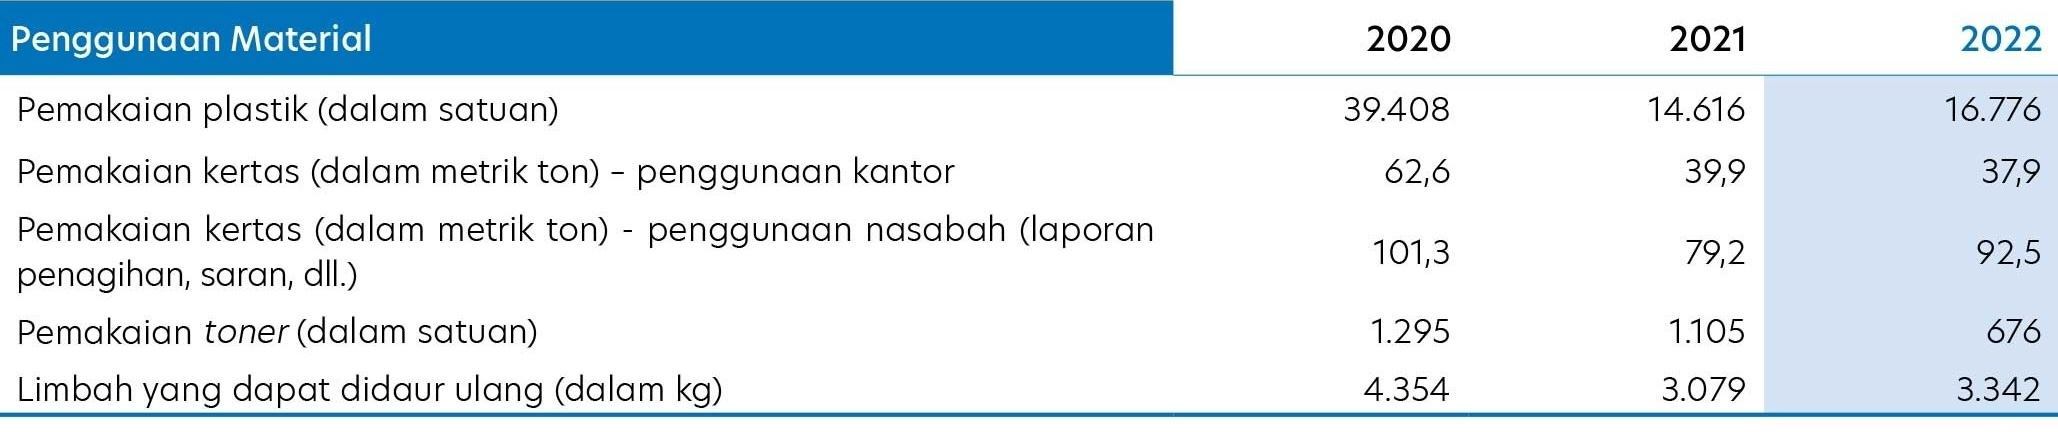 Penggunaan Material 2020 2021 2022
Pemakaian plastik (dalam satuan) 39.408 14.616 16.776
Pemakaian kertas (dalam metrik ton) – penggunaan kantor 62,6 39,9 37,9
Pemakaian kertas (dalam metrik ton) - penggunaan nasabah (laporan
penagihan, saran, dll.) 101,3 79,2 92,5
Pemakaian toner (dalam satuan) 1.295 1.105 676
Limbah yang dapat didaur ulang (dalam kg) 4.354 3.079 3.342